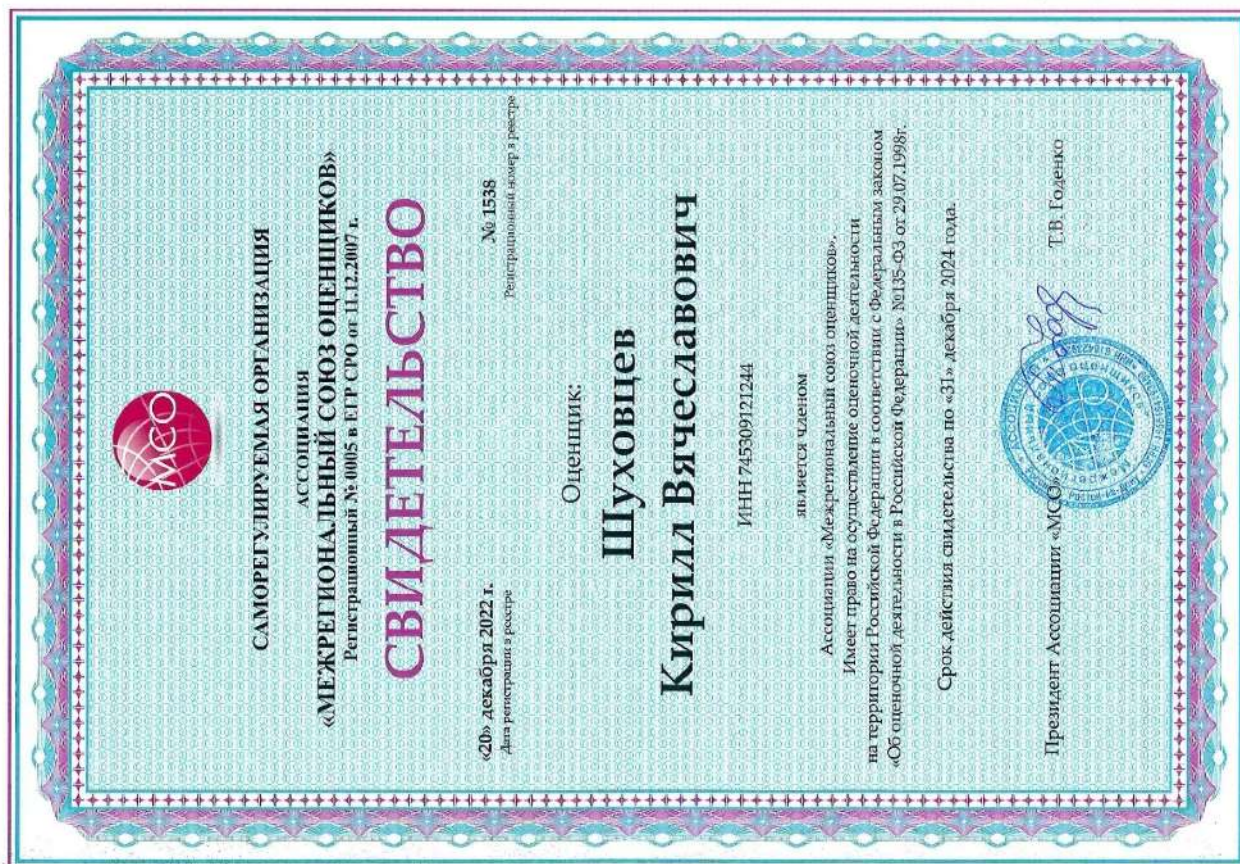 МСО
САМОРЕГУЛИРУЕМАЯ ОРГАНИЗАЦИЯ
АССОЦИАЦИЯ
«МЕЖРЕГИОНАЛЬНЫЙ СОЮЗ ОЦЕНЩИКОВ»
Регистрационный № 0005 в ЕГР СРО от 11.12.2007 г.
СВИДЕТЕЛЬСТВО
«20» декабря 2022 г. № 1538
Дата регистрации в реестре Регистрационный номер в реестре
Оценщик:
Шуховцев
Кирилл Вячеславович
ИНН 745309121244
является членом
Ассоциации «Межрегиональный союз оценщиков».
Имеет право на осуществление оценочной деятельности
на территории Российской Федерации в соответствии с Федеральным законом
«Об оценочной деятельности в Российской Федерации» №135-ФЗ от 29.07.1998г.
Срок действия свидетельства по «31» декабря 2024 года.
Президент Ассоциации «МСО» Т.В. Годенко